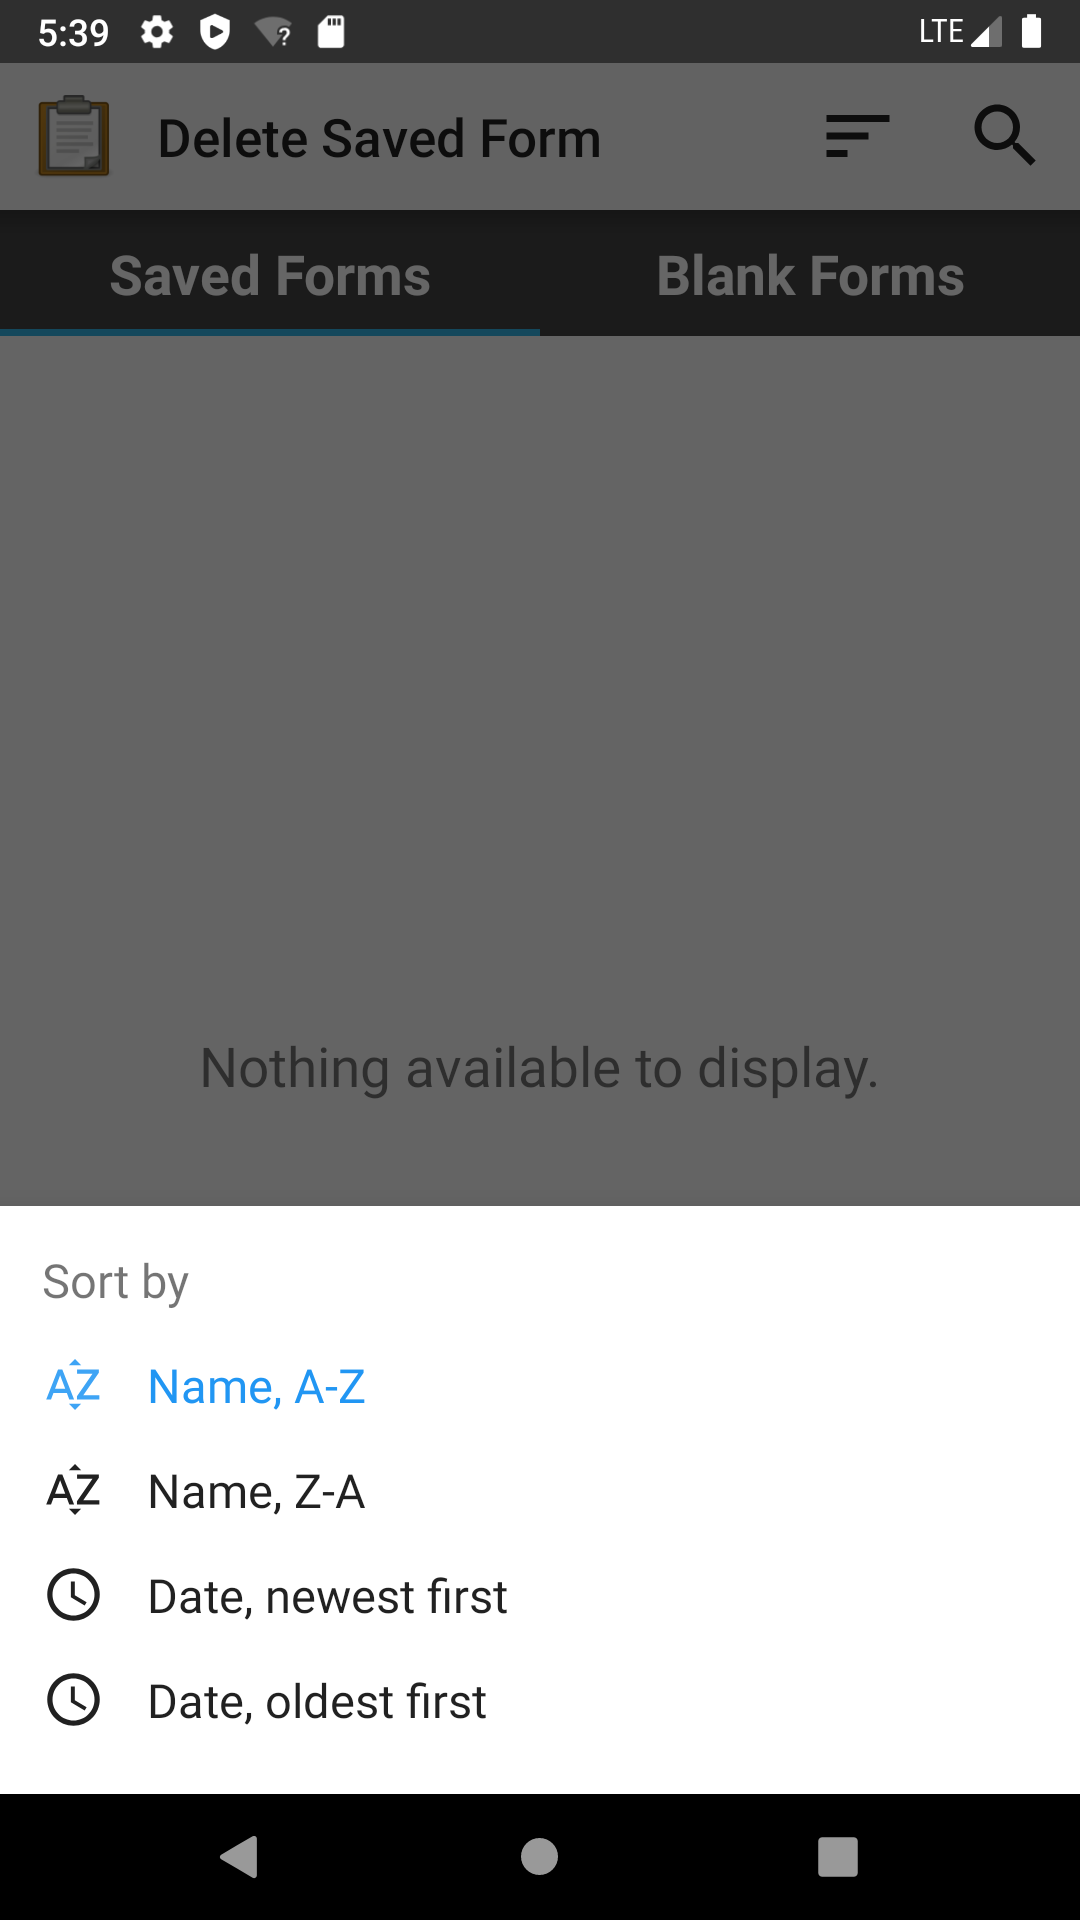 5:39
LTE
Delete Saved Form
Saved Forms
Blank Forms
Nothing available to display.
Sort by
AZ Name, A-Z
AZ Name, Z-A
Date, newest first
Date, oldest first